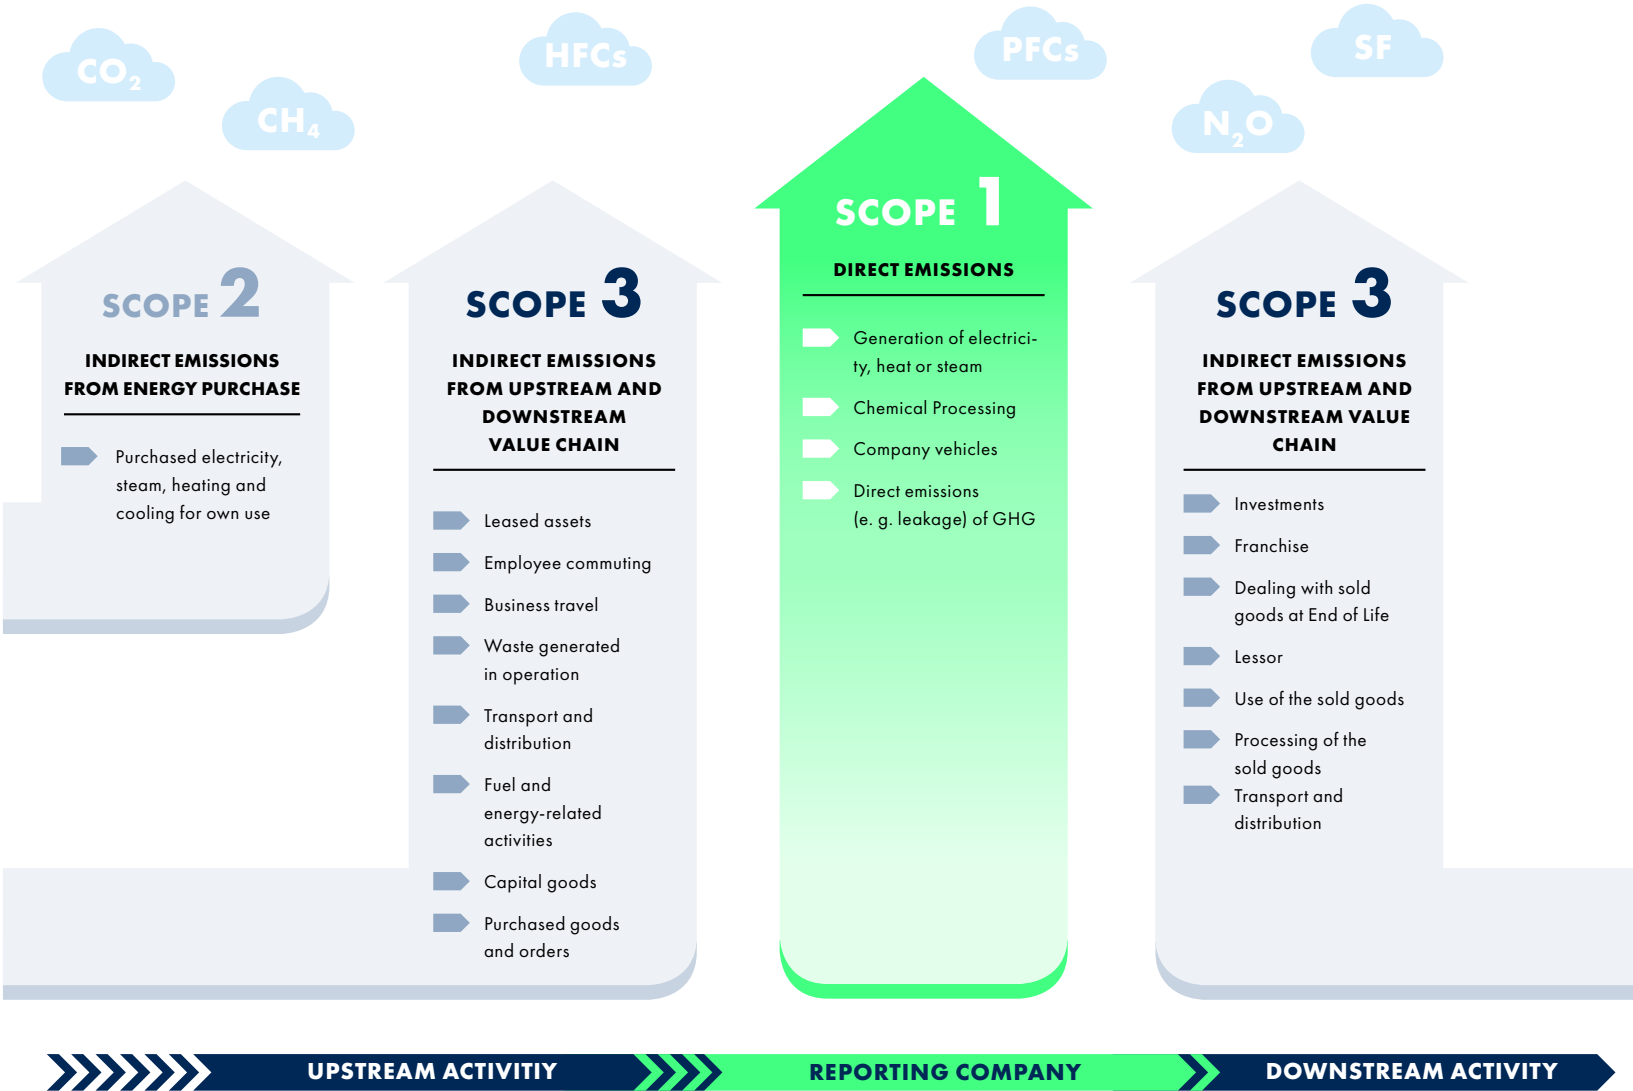 CO2
CH4
HFCs
PFCs
N2O
SF
SCOPE 2
INDIRECT EMISSIONS
FROM ENERGY PURCHASE
Purchased electricity,
steam, heating and
cooling for own use
SCOPE 3
INDIRECT EMISSIONS
FROM UPSTREAM AND
DOWNSTREAM
VALUE CHAIN
Leased assets
Employee commuting
Business travel
Waste generated
in operation
Transport and
distribution
Fuel and
energy-related
activities
Capital goods
Purchased goods
and orders
SCOPE 1
DIRECT EMISSIONS
Generation of electrici-
ty, heat or steam
Chemical Processing
Company vehicles
Direct emissions
(e. g. leakage) of GHG
SCOPE 3
INDIRECT EMISSIONS
FROM UPSTREAM AND
DOWNSTREAM VALUE
CHAIN
Investments
Franchise
Dealing with sold
goods at End of Life
Lessor
Use of the sold goods
Processing of the
sold goods
Transport and
distribution
UPSTREAM ACTIVITIY
REPORTING COMPANY
DOWNSTREAM ACTIVITY